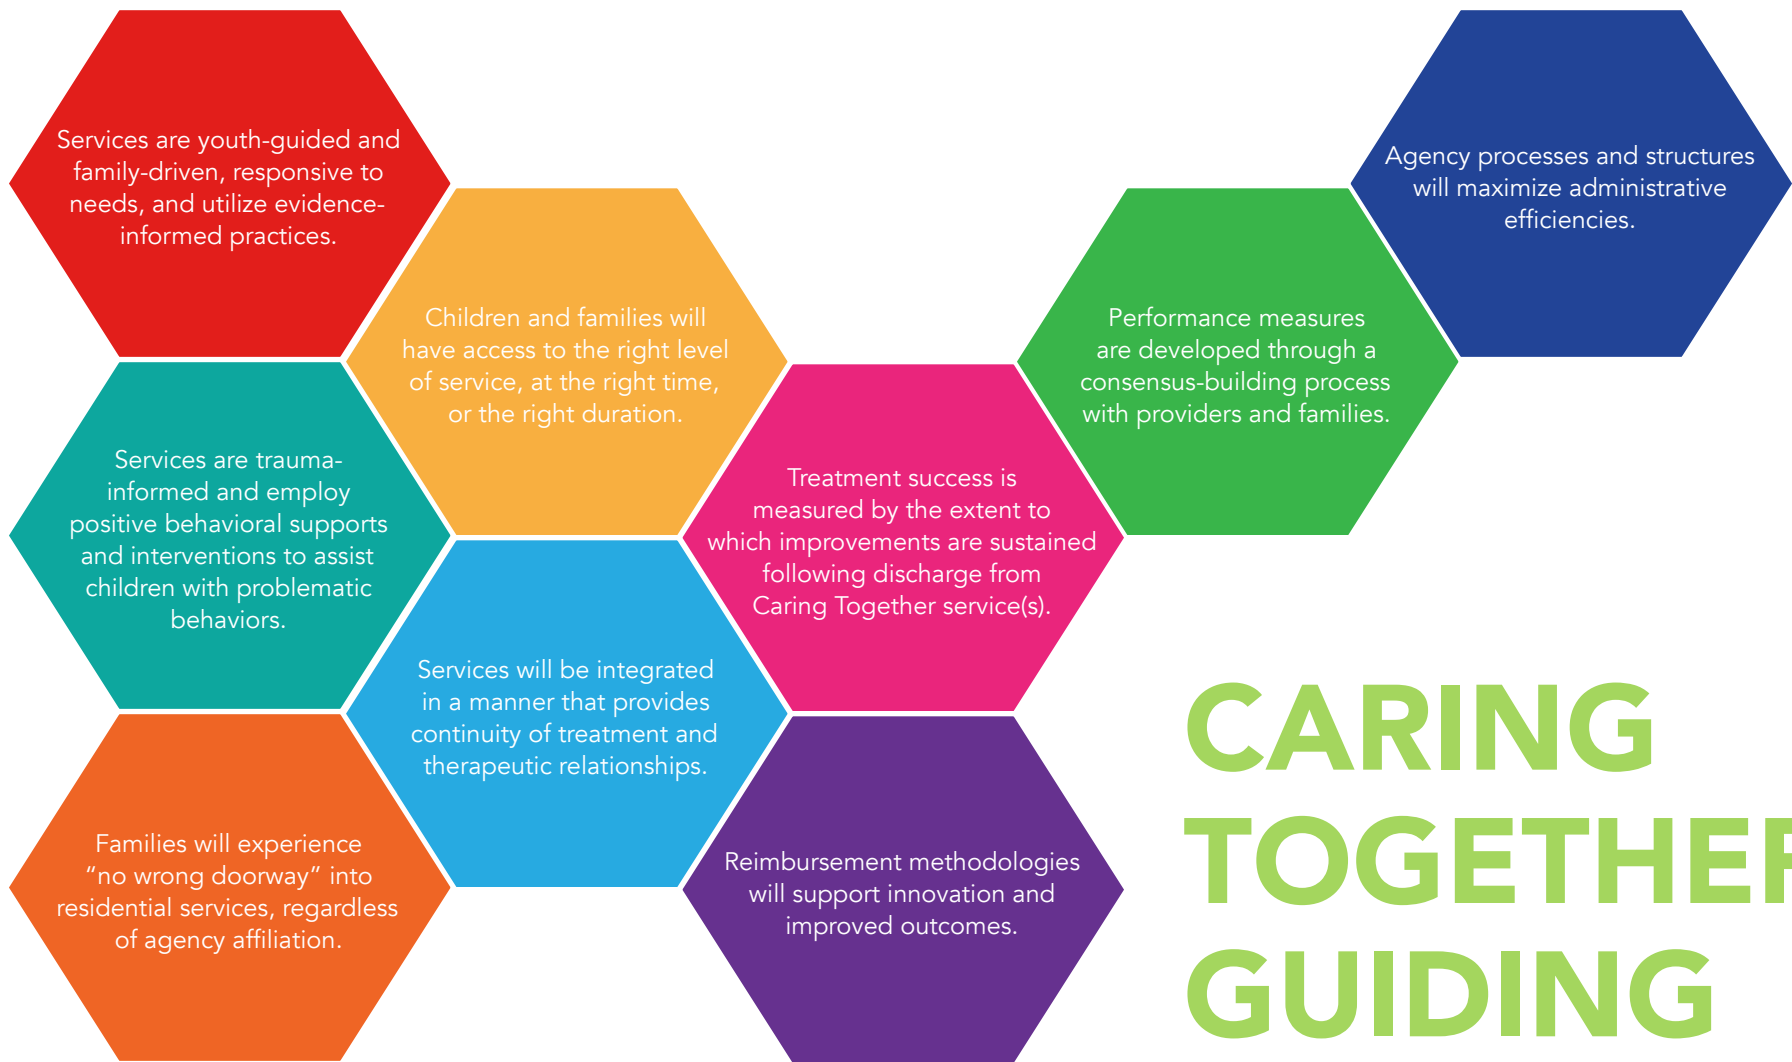 Services are youth-guided and
family-driven, responsive to
needs, and utilize evidence-
informed practices.
Children and families will
have access to the right level
of service, at the right time,
or the right duration.
Services are trauma-
informed and employ
positive behavioral supports
and interventions to assist
children with problematic
behaviors.
Services will be integrated
in a manner that provides
continuity of treatment and
therapeutic relationships.
Families will experience
“no wrong doorway” into
residential services, regardless
of agency affiliation.
Treatment success is
measured by the extent to
which improvements are sustained
following discharge from
Caring Together service(s).
Reimbursement methodologies
will support innovation and
improved outcomes.
Performance measures
are developed through a
consensus-building process
with providers and families.
Agency processes and structures
will maximize administrative
efficiencies.
CARING
TOGETHER
GUIDING